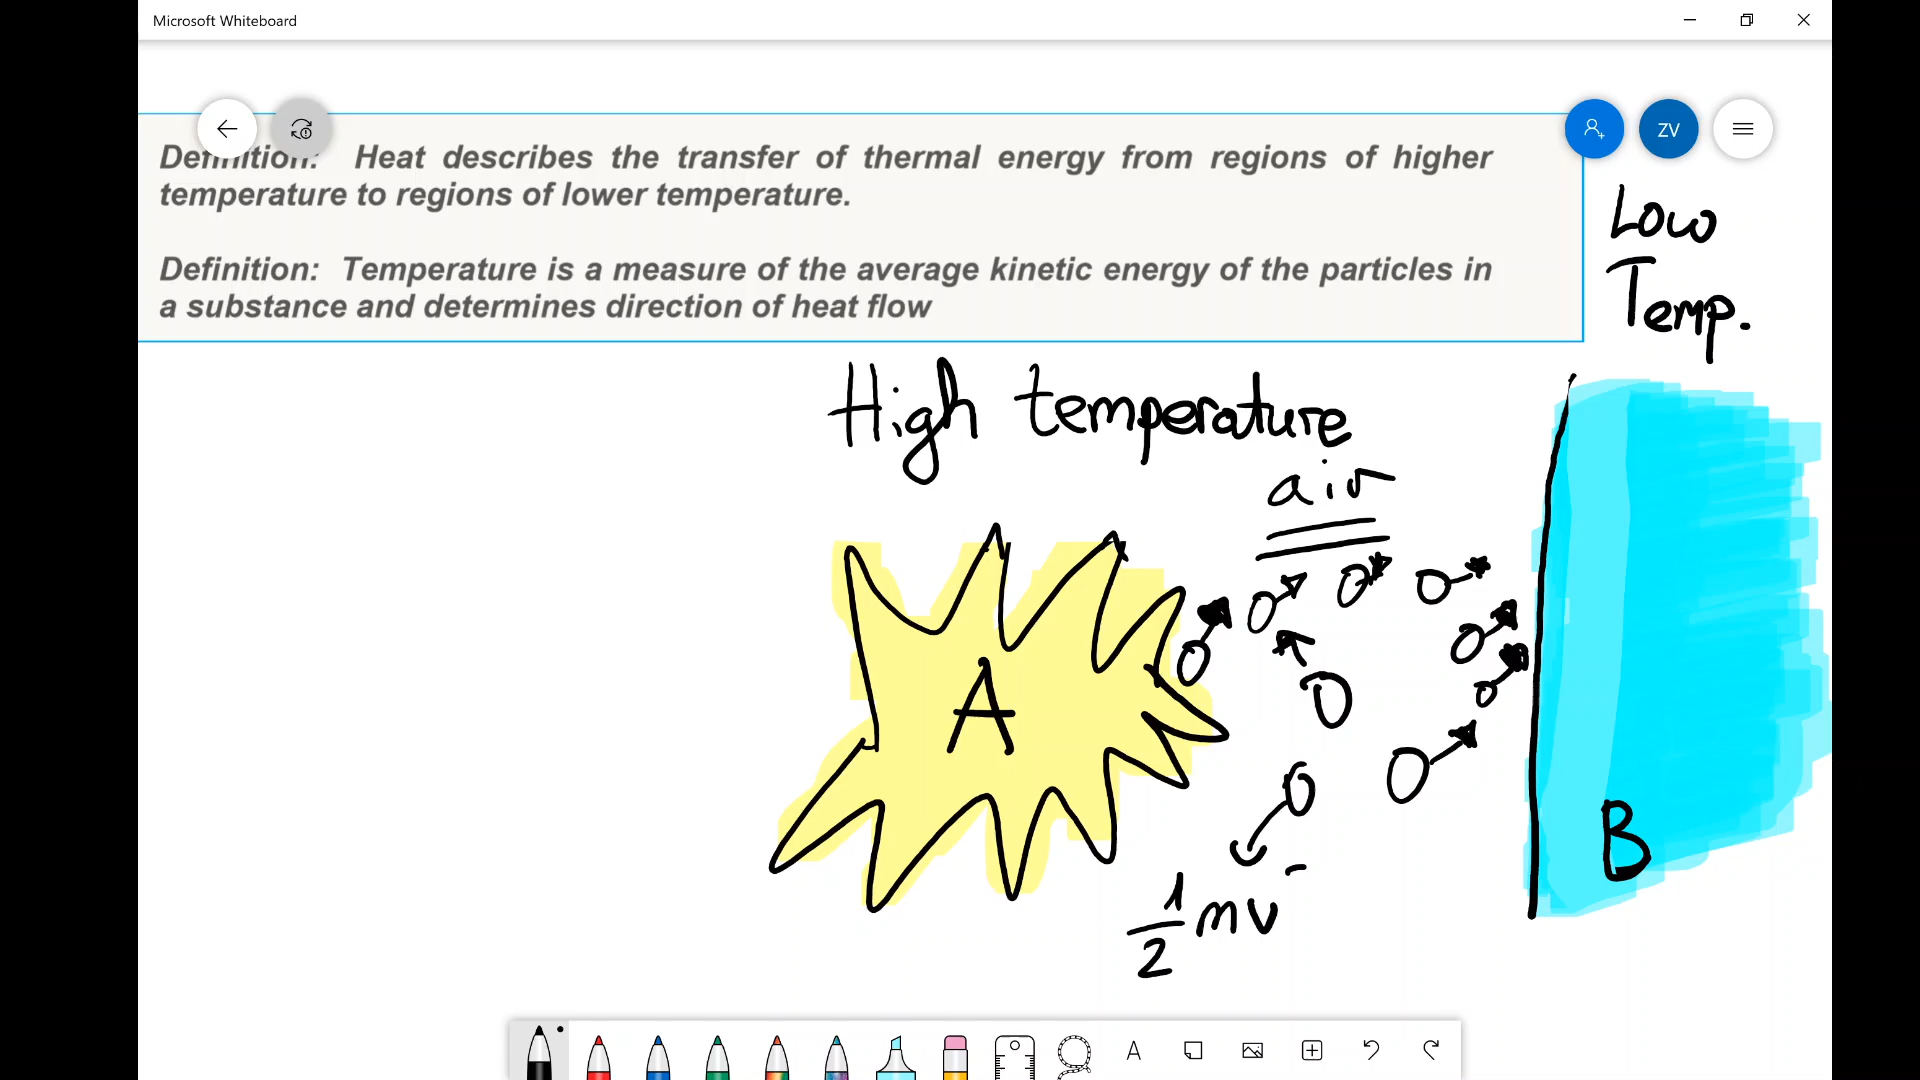 Microsoft Whiteboard
ZV
Definition: Heat describes the transfer of thermal energy from regions of higher
temperature to regions of lower temperature.
Definition: Temperature is a measure of the average kinetic energy of the particles in
a substance and determines direction of heat flow
Low
Temp.
High temperature
air
A
B
1/2 mv
A